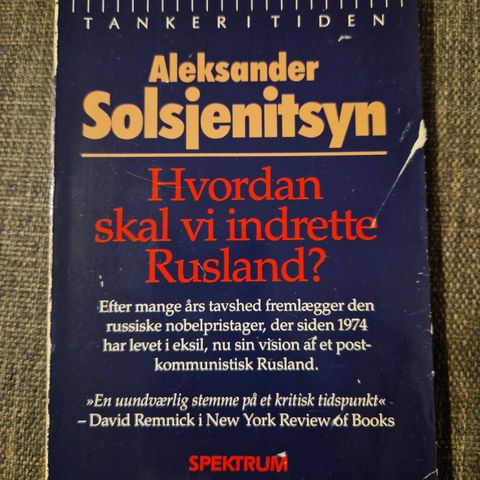 TANKERITIDEN
Aleksander
Solsjenitsyn
Hvordan
skal vi indrette
Rusland?
Efter mange års tavshed fremlægger den
russiske nobelpristager, der siden 1974
har levet i eksil, nu sin vision af et post-
kommunistisk Rusland.
»En uundværlig stemme på et kritisk tidspunkt«
– David Remnick i New York Review of Books
SPEKTRUM